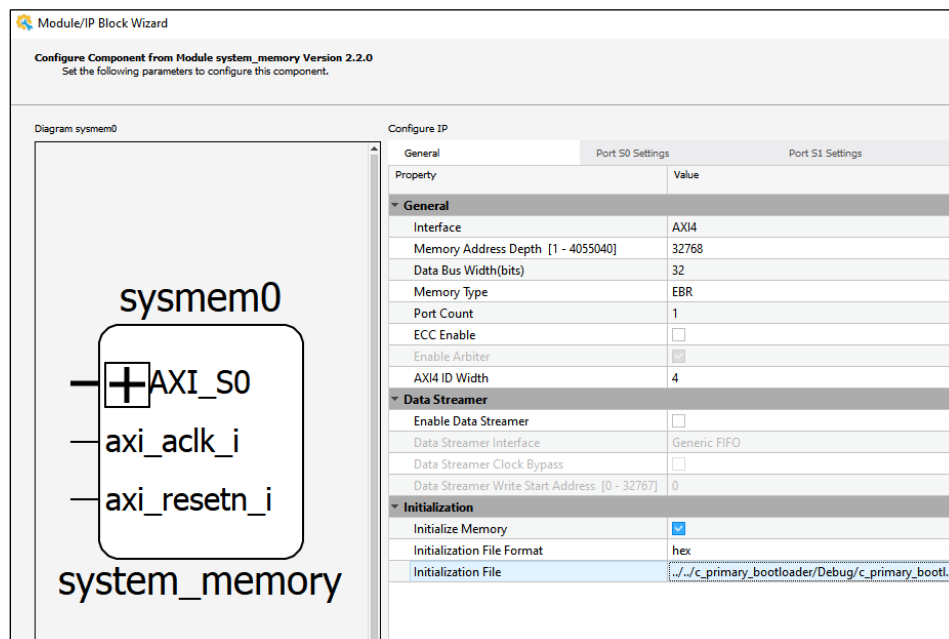 Module/IP Block Wizard
Configure Component from Module system_memory Version 2.2.0
Set the following parameters to configure this component.
Diagram sysmem0
sysmem0
AXI_S0
axi_aclk_i
axi_resetn_i
system_memory
Configure IP
General Port S0 Settings Port S1 Settings
Property Value
General
Interface AXI4
Memory Address Depth [1 - 4055040] 32768
Data Bus Width(bits) 32
Memory Type EBR
Port Count 1
ECC Enable
Enable Arbiter
AXI4 ID Width 4
Data Streamer
Enable Data Streamer
Data Streamer Interface Generic FIFO
Data Streamer Clock Bypass
Data Streamer Write Start Address [0 - 32767] 0
Initialization
Initialize Memory
Initialization File Format hex
Initialization File ../../c_primary_bootloader/Debug/c_primary_bootl.